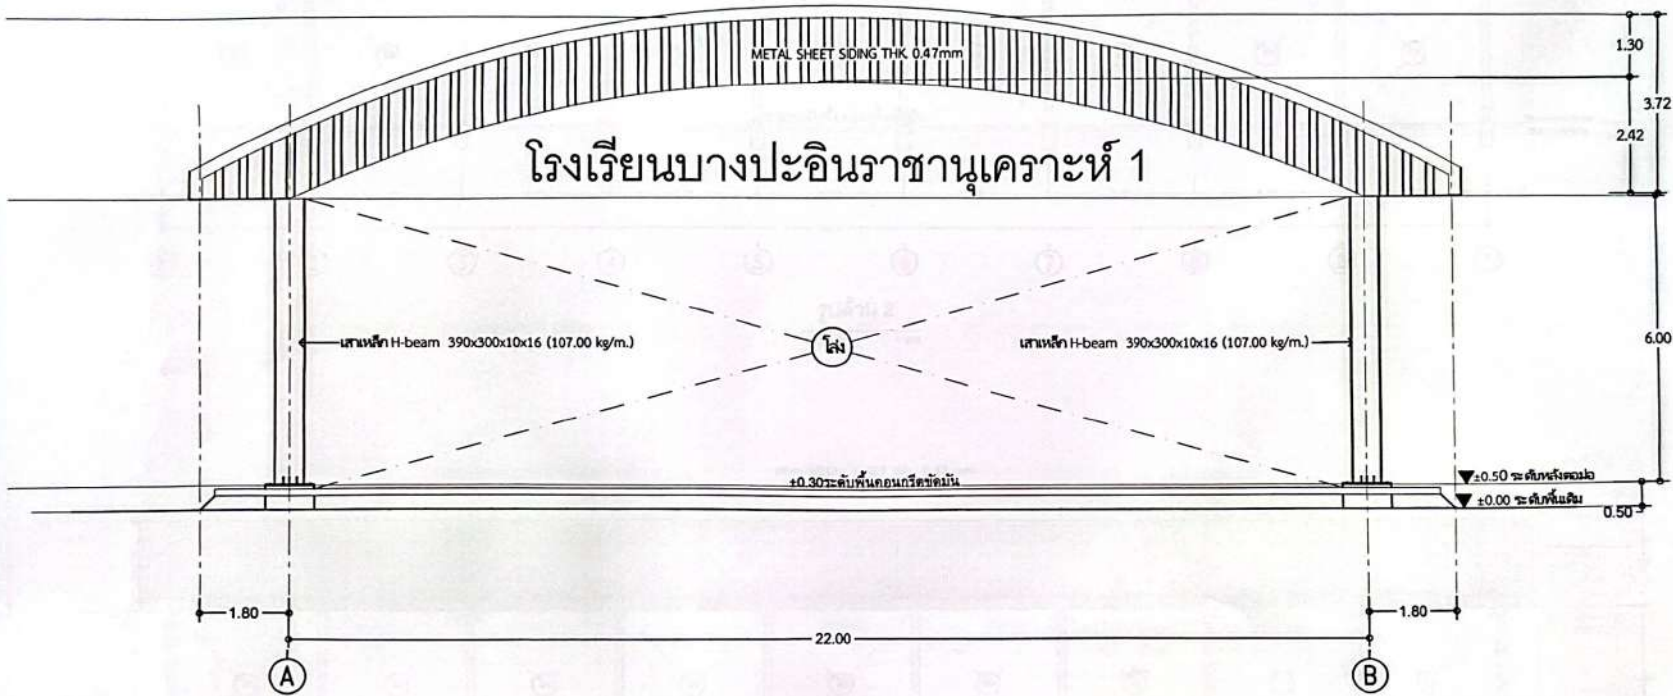 1.30
METAL SHEET SIDING THK. 0.47mm
3.72
2.42
โรงเรียนบางปะอินราชานุเคราะห์ 1
เสาเหล็ก H-beam 390x300x10x16 (107.00 kg/m.)
โล่ง
เสาเหล็ก H-beam 390x300x10x16 (107.00 kg/m.)
6.00
±0.30ระดับพื้นคอนกรีตขัดมัน
±0.50 ระดับหลังตอม่อ
±0.00 ระดับพื้นเดิม
0.50
1.80
1.80
22.00
A
B